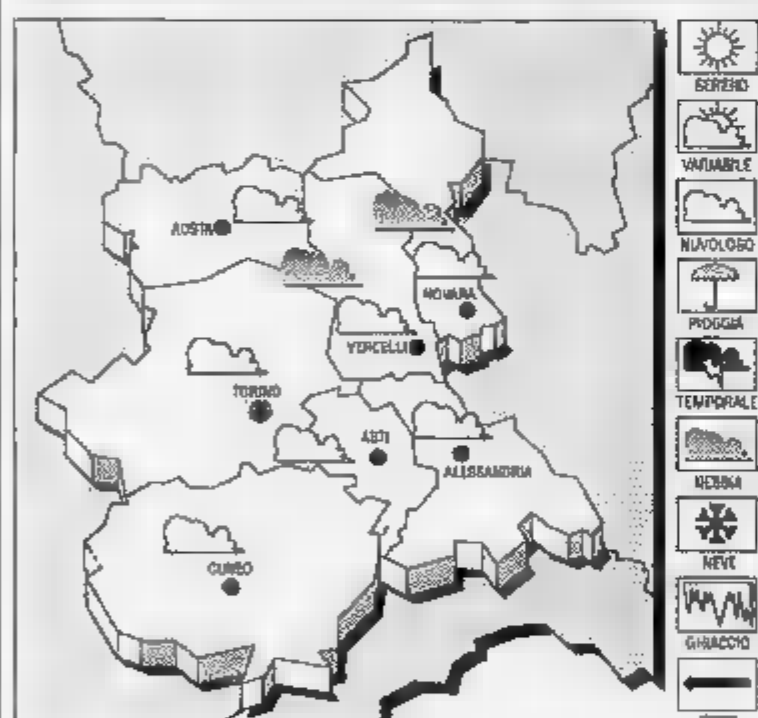 SERENO
VARIABILE
NUVOLOSO
PIOGGIA
TEMPORALE
NEBBIA
NEVE
GHIACCIO
AOSTA
NOVARA
VERCELLI
TORINO
ASTI
ALESSANDRIA
CUNEO